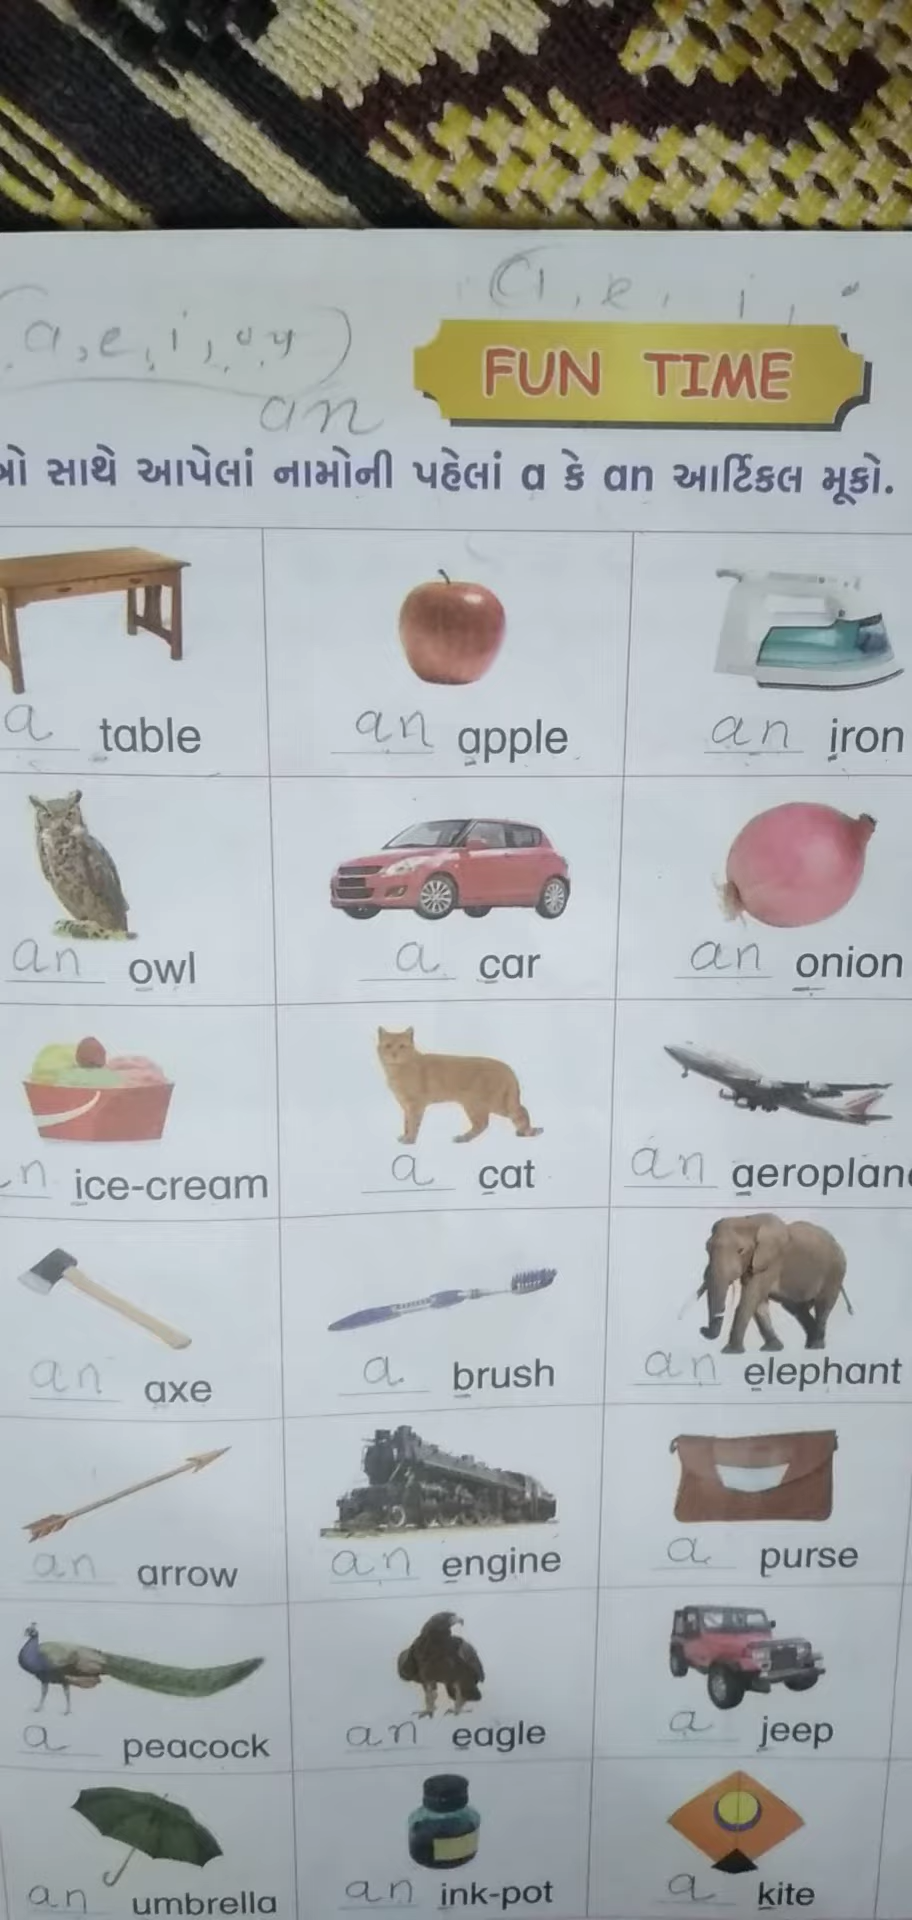 a, e, i,
a, e, i, o, u
FUN TIME
an
સાથે આપેલાં નામોની પહેલાં a કે an આર્ટિકલ મૂકો.
a table an apple an iron
an owl a car an onion
n ice-cream a cat an aeroplane
an axe a brush an elephant
an arrow an engine a purse
a peacock an eagle a jeep
an umbrella an ink-pot a kite